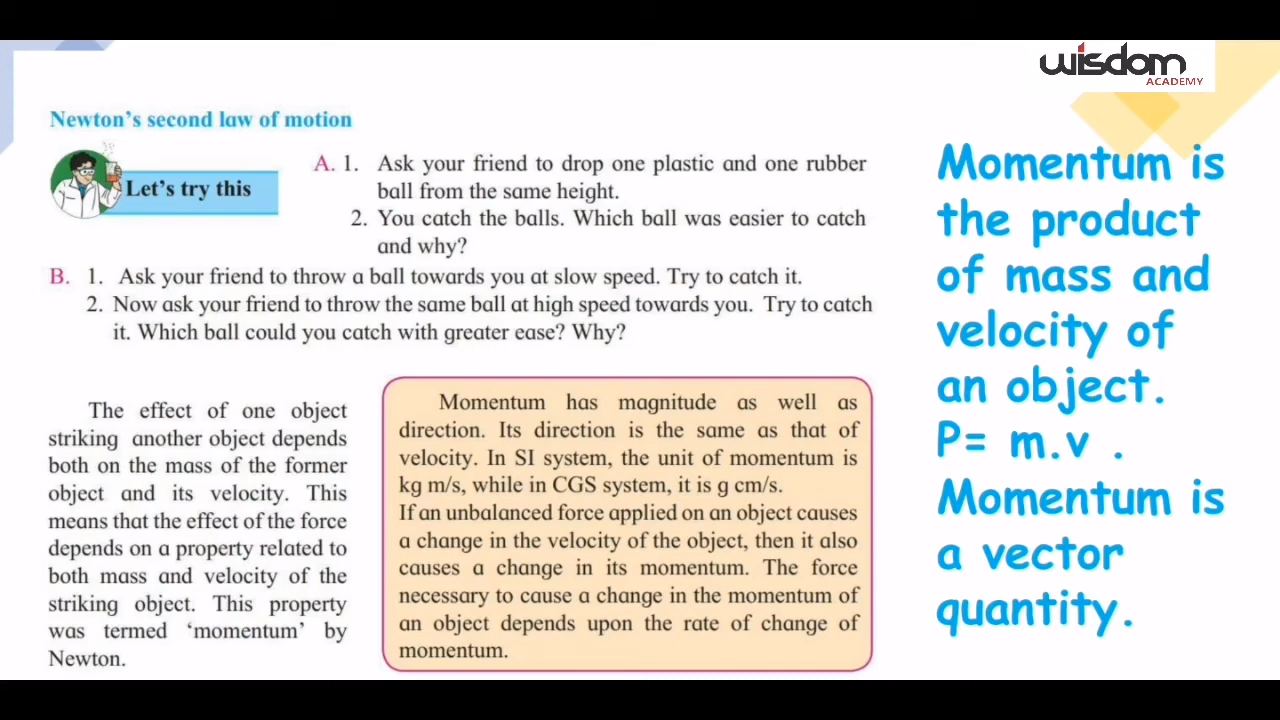 wisdom
ACADEMY
Newton's second law of motion
Let's try this
A. 1. Ask your friend to drop one plastic and one rubber
ball from the same height.
2. You catch the balls. Which ball was easier to catch
and why?
B. 1. Ask your friend to throw a ball towards you at slow speed. Try to catch it.
2. Now ask your friend to throw the same ball at high speed towards you. Try to catch
it. Which ball could you catch with greater ease? Why?
The effect of one object
striking another object depends
both on the mass of the former
object and its velocity. This
means that the effect of the force
depends on a property related to
both mass and velocity of the
striking object. This property
was termed ‘momentum’ by
Newton.
Momentum has magnitude as well as
direction. Its direction is the same as that of
velocity. In SI system, the unit of momentum is
kg m/s, while in CGS system, it is g cm/s.
If an unbalanced force applied on an object causes
a change in the velocity of the object, then it also
causes a change in its momentum. The force
necessary to cause a change in the momentum of
an object depends upon the rate of change of
momentum.
Momentum is
the product
of mass and
velocity of
an object.
P= m.v .
Momentum is
a vector
quantity.